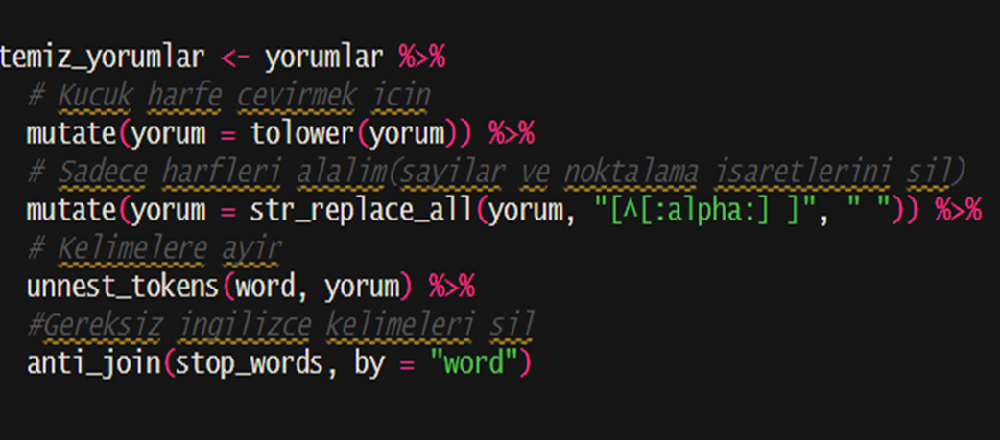 temiz_yorumlar <- yorumlar %>%
# Kucuk harfe cevirmek icin
mutate(yorum = tolower(yorum)) %>%
# Sadece harfleri alalim(sayilar ve noktalama isaretlerini sil)
mutate(yorum = str_replace_all(yorum, "[^[:alpha:] ]", " ")) %>%
# Kelimelere ayir
unnest_tokens(word, yorum) %>%
#Gereksiz ingilizce kelimeleri sil
anti_join(stop_words, by = "word")